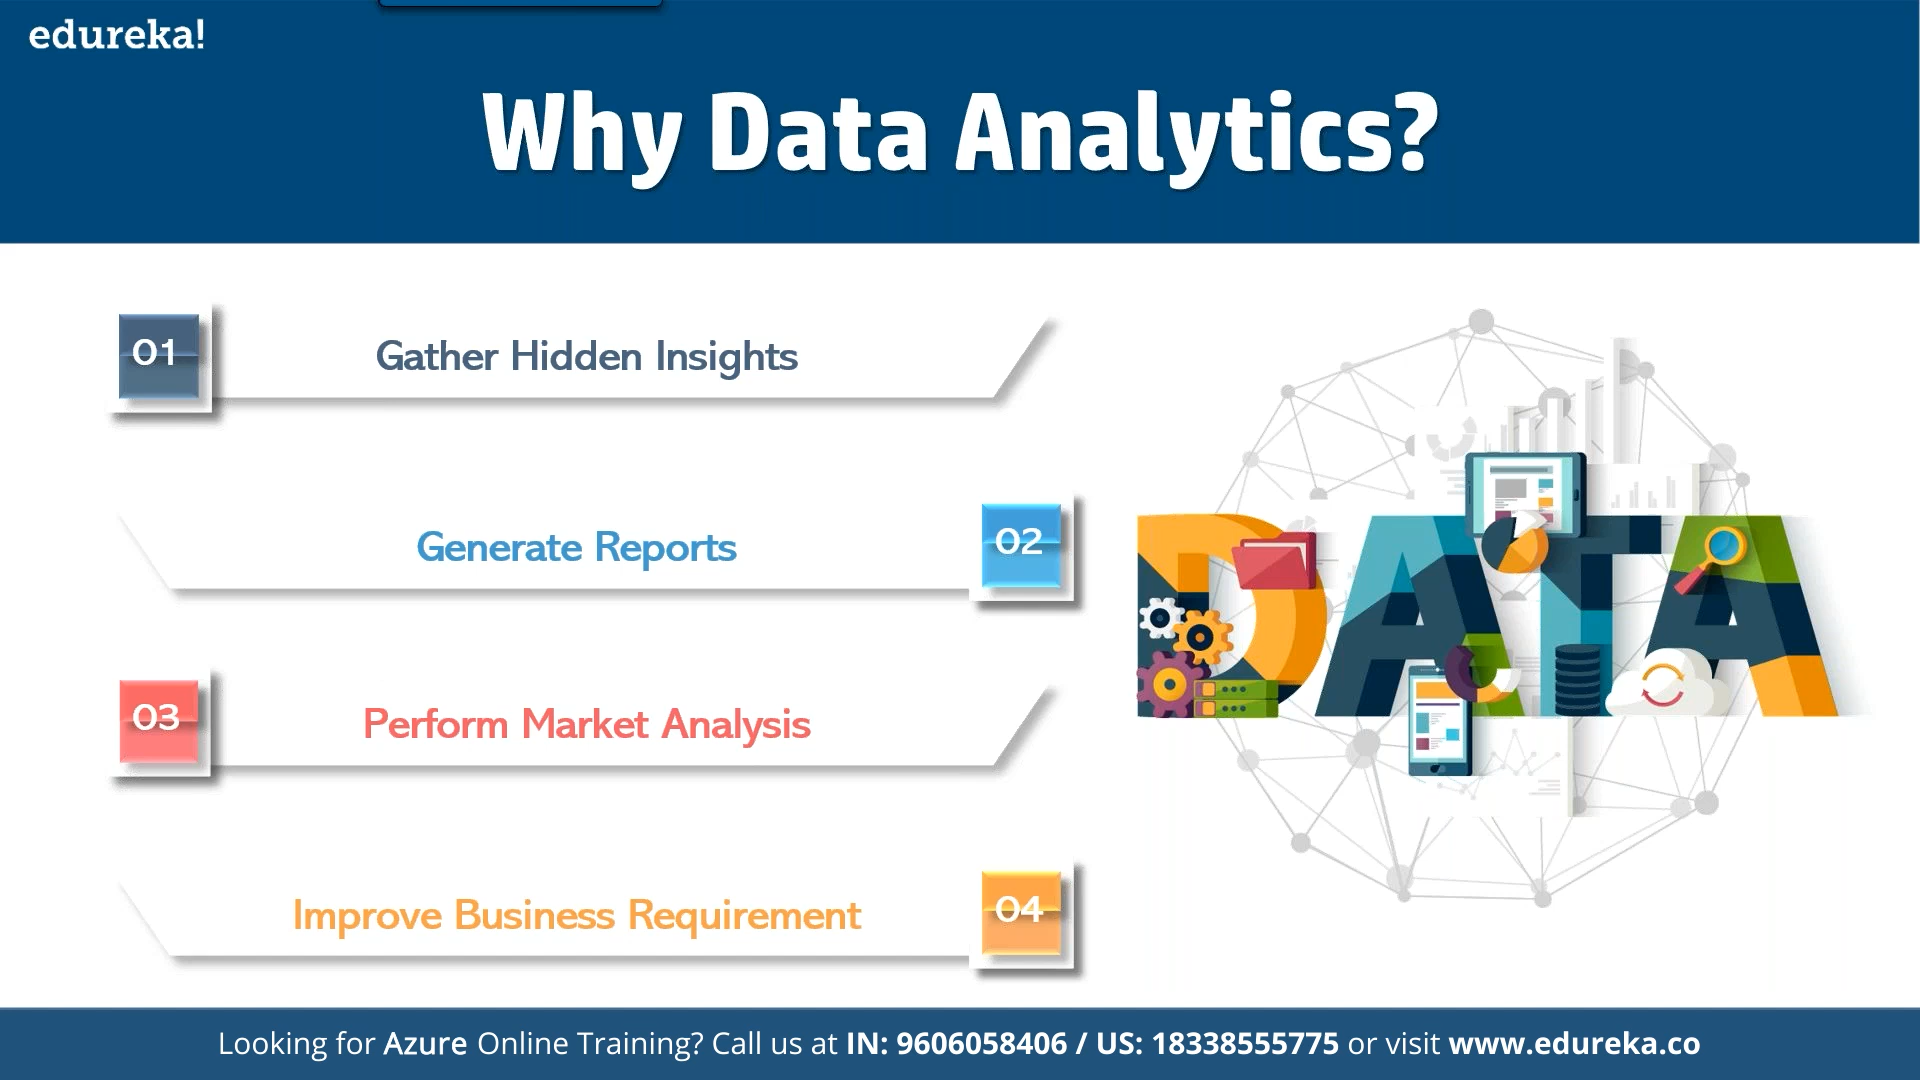 edureka!
Why Data Analytics?
01
Gather Hidden Insights
Generate Reports
02
03
Perform Market Analysis
Improve Business Requirement
04
DATA
Looking for Azure Online Training? Call us at IN: 9606058406 / US: 18338555775 or visit www.edureka.co